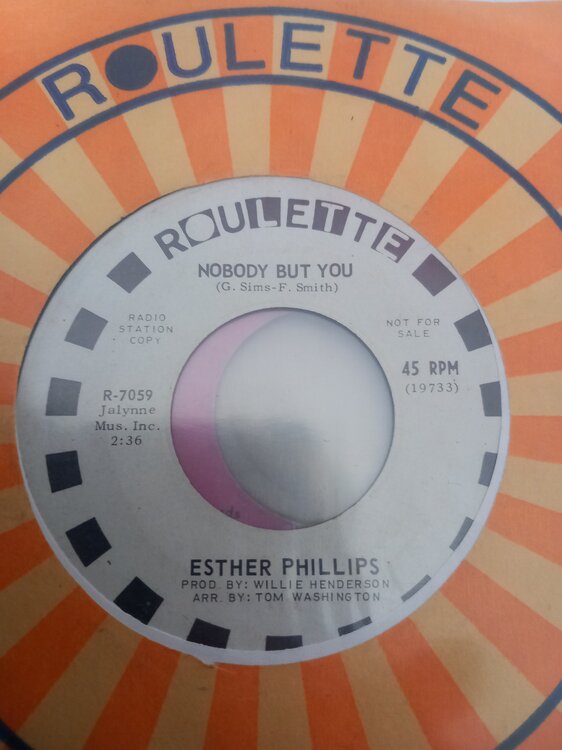 ROULETTE
ROULETTE
NOBODY BUT YOU
(G. Sims-F. Smith)
RADIO
STATION
COPY
NOT FOR
SALE
R-7059
Jalynne
Mus. Inc.
2:36
45 RPM
(19733)
ESTHER PHILLIPS
PROD. BY: WILLIE HENDERSON
ARR. BY: TOM WASHINGTON